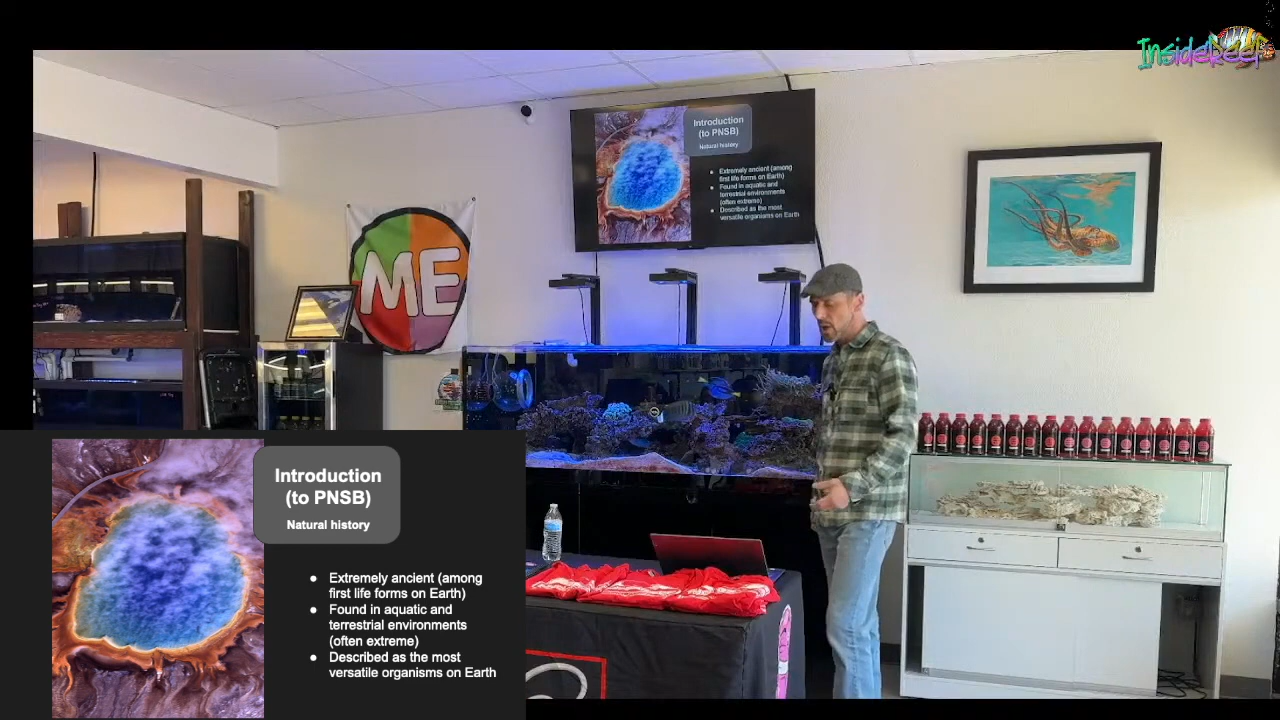 InsideReef
Introduction
(to PNSB)
Natural history
● Extremely ancient (among
first life forms on Earth)
● Found in aquatic and
terrestrial environments
(often extreme)
● Described as the most
versatile organisms on Earth
ME
Introduction
(to PNSB)
Natural history
● Extremely ancient (among
first life forms on Earth)
● Found in aquatic and
terrestrial environments
(often extreme)
● Described as the most
versatile organisms on Earth